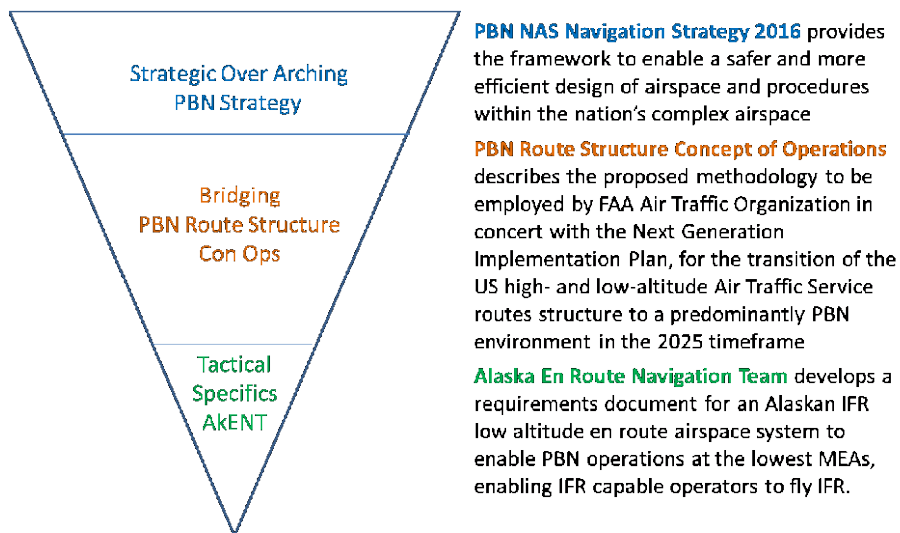 Strategic Over Arching
PBN Strategy
Bridging
PBN Route Structure
Con Ops
Tactical
Specifics
AkENT
PBN NAS Navigation Strategy 2016 provides
the framework to enable a safer and more
efficient design of airspace and procedures
within the nation's complex airspace
PBN Route Structure Concept of Operations
describes the proposed methodology to be
employed by FAA Air Traffic Organization in
concert with the Next Generation
Implementation Plan, for the transition of the
US high- and low-altitude Air Traffic Service
routes structure to a predominantly PBN
environment in the 2025 timeframe
Alaska En Route Navigation Team develops a
requirements document for an Alaskan IFR
low altitude en route airspace system to
enable PBN operations at the lowest MEAs,
enabling IFR capable operators to fly IFR.